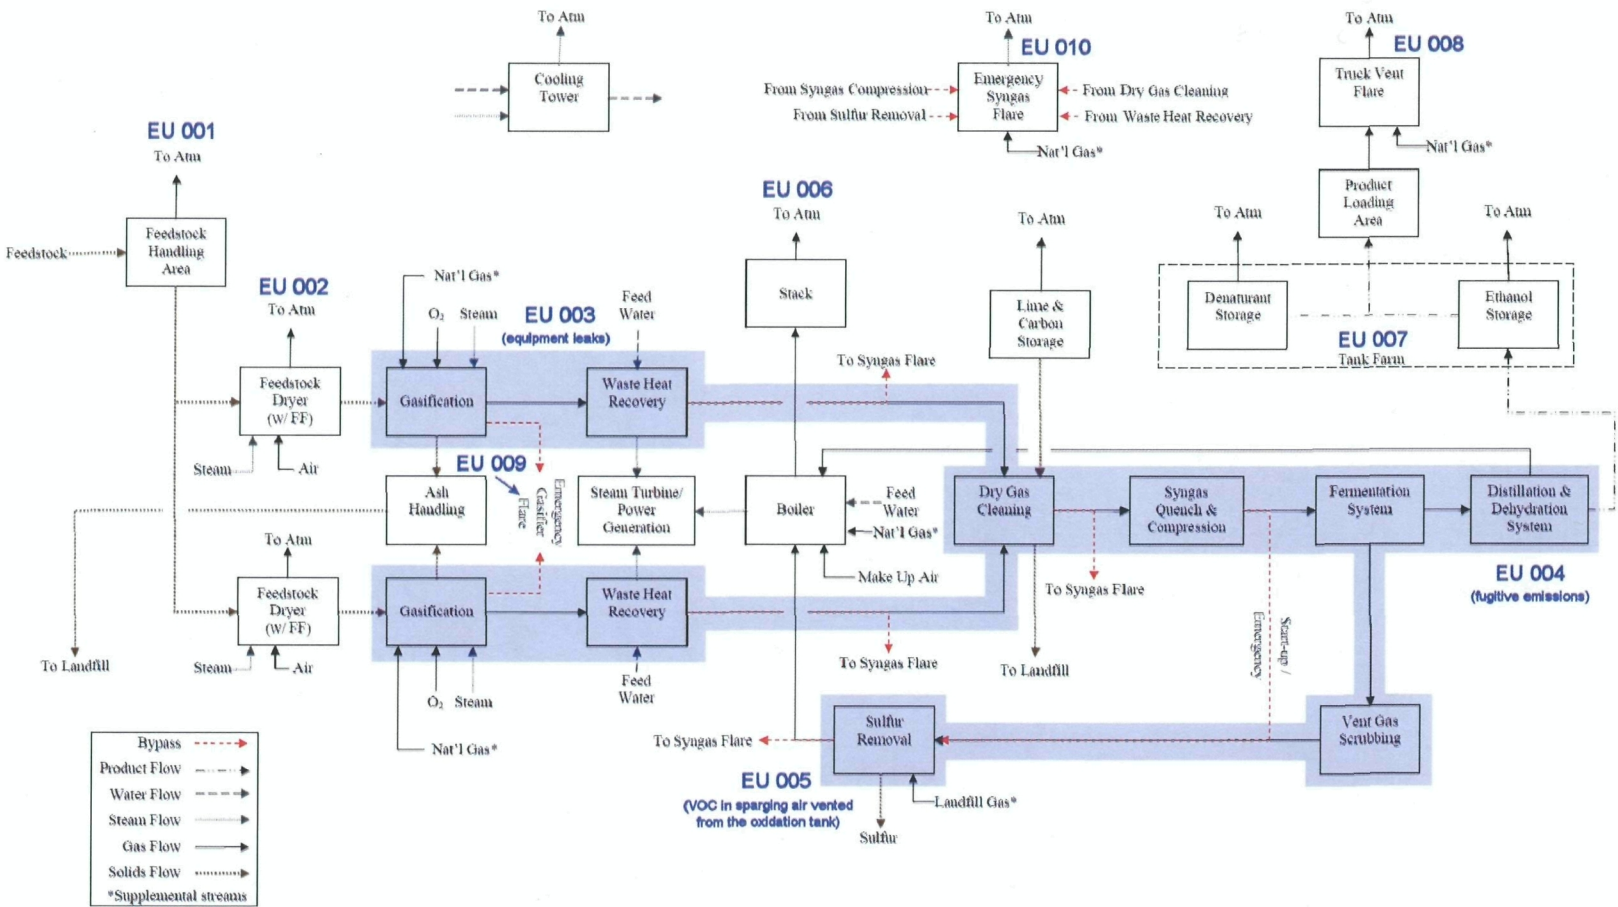 To Atm
Cooling
Tower
To Atm
EU 010
Emergency
Syngas
Flare
From Syngas Compression
From Sulfur Removal
From Dry Gas Cleaning
From Waste Heat Recovery
Nat'l Gas*
To Atm
EU 008
Truck Vent
Flare
Nat'l Gas*
Product
Loading
Area
EU 001
To Atm
Feedstock
Feedstock
Handling
Area
EU 002
To Atm
Feedstock
Dryer
(w/ FF)
Steam
Air
Nat'l Gas*
O₂
Steam
EU 003
(equipment leaks)
Feed
Water
Gasification
Waste Heat
Recovery
EU 006
To Atm
Stack
To Syngas Flare
To Atm
Lime &
Carbon
Storage
To Atm
Denaturant
Storage
To Atm
Ethanol
Storage
EU 007
Tank Farm
EU 009
Emergency
Gasifier
Flare
Ash
Handling
Steam Turbine/
Power
Generation
Boiler
Feed
Water
Nat'l Gas*
Make Up Air
Dry Gas
Cleaning
Syngas
Quench &
Compression
Fermentation
System
Distillation &
Dehydration
System
EU 004
(fugitive emissions)
To Syngas Flare
To Landfill
Start-up /
Emergency
To Atm
Feedstock
Dryer
(w/ FF)
Steam
Air
Gasification
Waste Heat
Recovery
To Syngas Flare
O₂
Steam
Feed
Water
Nat'l Gas*
To Landfill
Sulfur
Removal
Vent Gas
Scrubbing
To Syngas Flare
EU 005
(VOC in sparging air vented
from the oxidation tank)
Landfill Gas*
Sulfur
Bypass
Product Flow
Water Flow
Steam Flow
Gas Flow
Solids Flow
*Supplemental streams